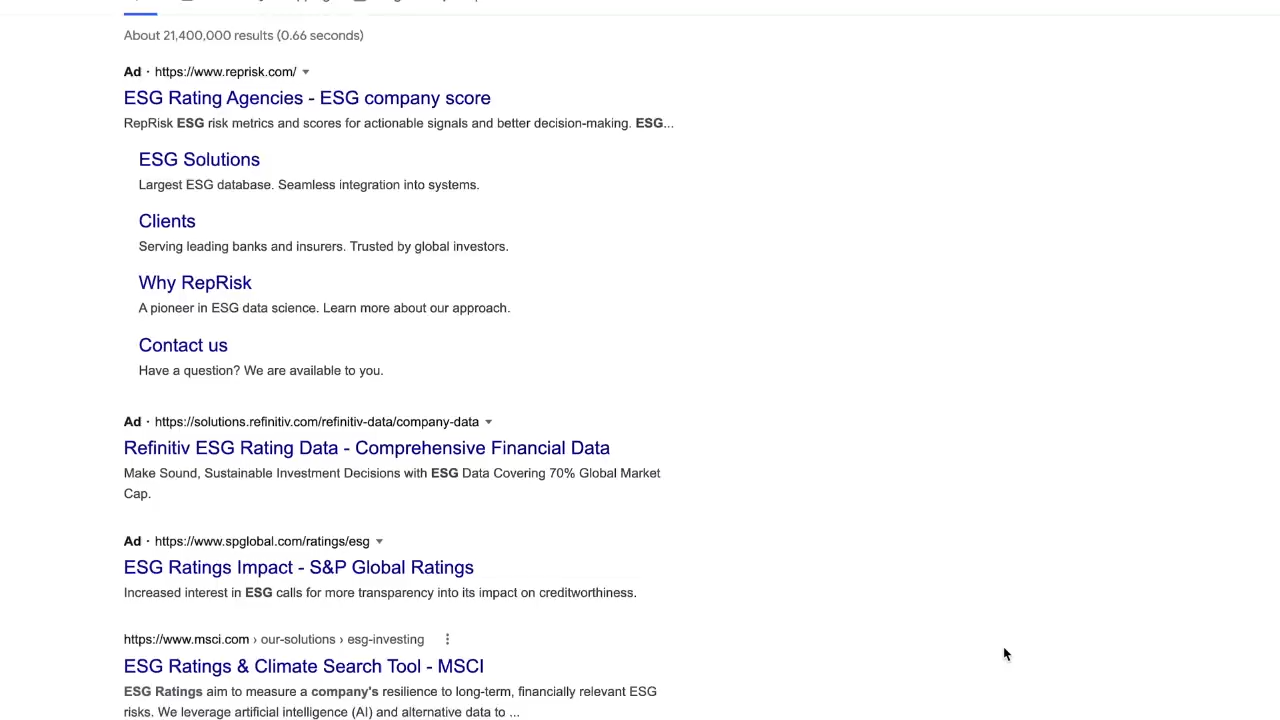 About 21,400,000 results (0.66 seconds)
Ad · https://www.reprisk.com/
ESG Rating Agencies - ESG company score
RepRisk ESG risk metrics and scores for actionable signals and better decision-making. ESG...
ESG Solutions
Largest ESG database. Seamless integration into systems.
Clients
Serving leading banks and insurers. Trusted by global investors.
Why RepRisk
A pioneer in ESG data science. Learn more about our approach.
Contact us
Have a question? We are available to you.
Ad · https://solutions.refinitiv.com/refinitiv-data/company-data
Refinitiv ESG Rating Data - Comprehensive Financial Data
Make Sound, Sustainable Investment Decisions with ESG Data Covering 70% Global Market
Cap.
Ad · https://www.spglobal.com/ratings/esg
ESG Ratings Impact - S&P Global Ratings
Increased interest in ESG calls for more transparency into its impact on creditworthiness.
https://www.msci.com › our-solutions › esg-investing
ESG Ratings & Climate Search Tool - MSCI
ESG Ratings aim to measure a company's resilience to long-term, financially relevant ESG
risks. We leverage artificial intelligence (AI) and alternative data to ...